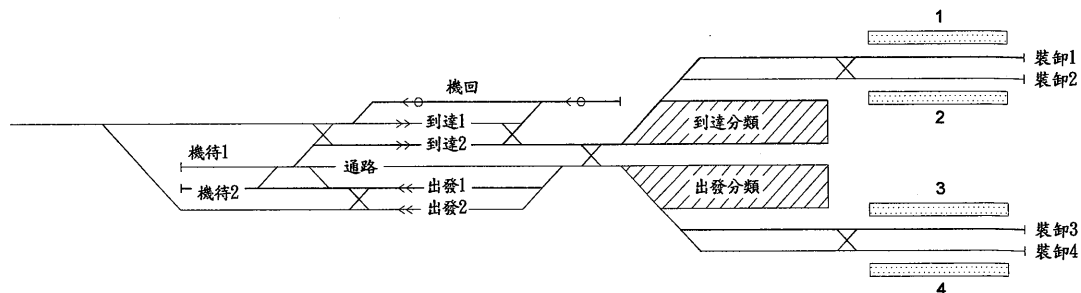 1
裝卸1
裝卸2
2
機回
到達1
到達2
到達分類
機待1
通路
機待2
出發1
出發2
出發分類
3
裝卸3
裝卸4
4